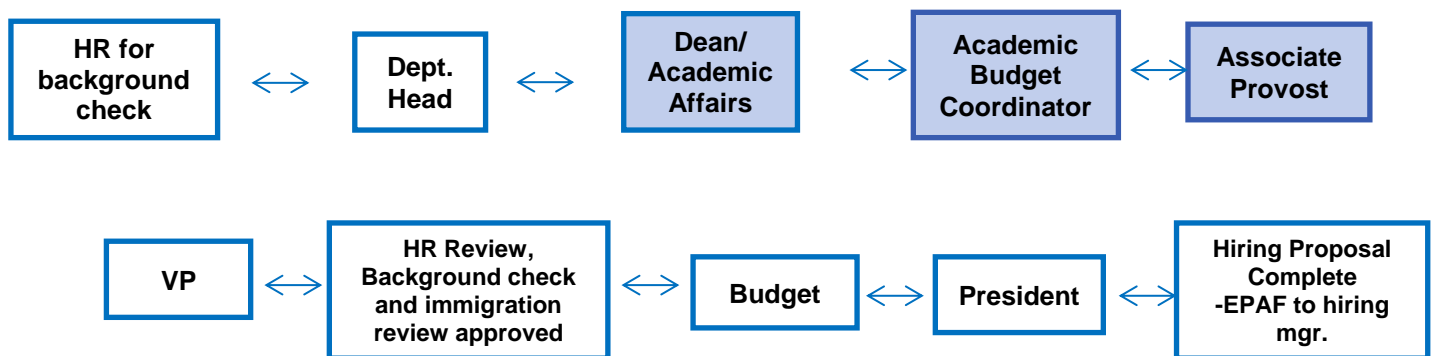 HR for
background
check
Dept.
Head
Dean/
Academic
Affairs
Academic
Budget
Coordinator
Associate
Provost
VP
HR Review,
Background check
and immigration
review approved
Budget
President
Hiring Proposal
Complete
-EPAF to hiring
mgr.